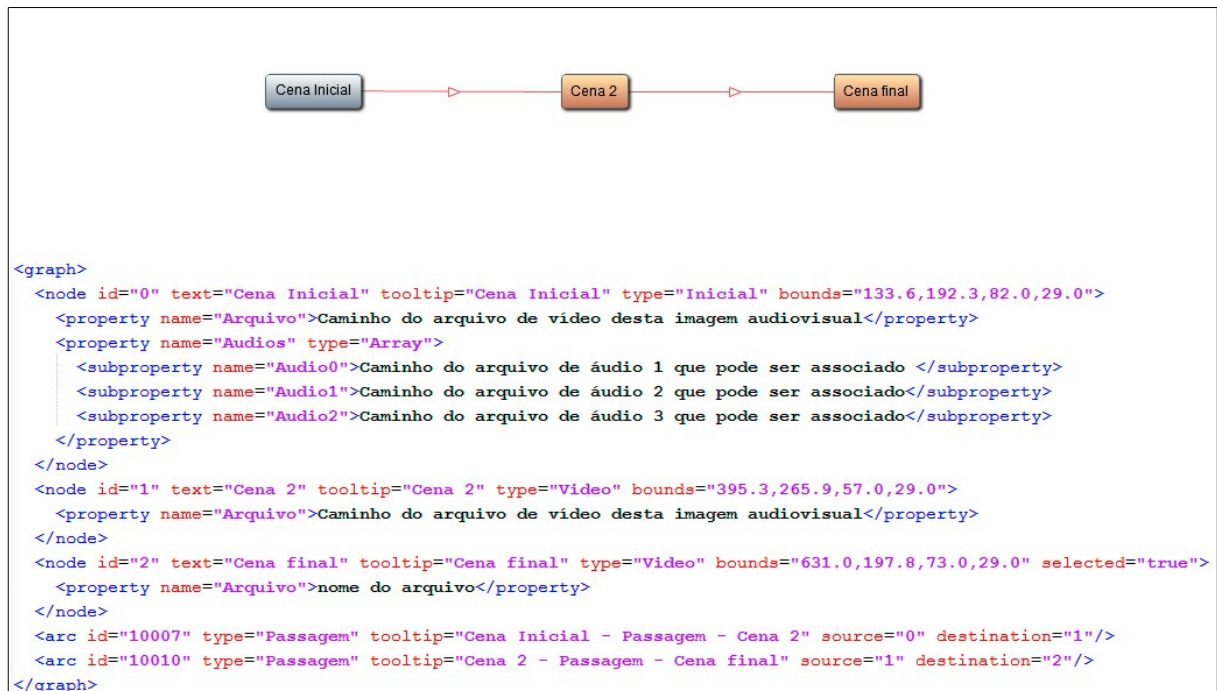 Cena Inicial Cena 2 Cena final
<graph>
<node id="0" text="Cena Inicial" tooltip="Cena Inicial" type="Inicial" bounds="133.6,192.3,82.0,29.0">
<property name="Arquivo">Caminho do arquivo de vídeo desta imagem audiovisual</property>
<property name="Audios" type="Array">
<subproperty name="Audio0">Caminho do arquivo de áudio 1 que pode ser associado </subproperty>
<subproperty name="Audio1">Caminho do arquivo de áudio 2 que pode ser associado</subproperty>
<subproperty name="Audio2">Caminho do arquivo de áudio 3 que pode ser associado</subproperty>
</property>
</node>
<node id="1" text="Cena 2" tooltip="Cena 2" type="Video" bounds="395.3,265.9,57.0,29.0">
<property name="Arquivo">Caminho do arquivo de vídeo desta imagem audiovisual</property>
</node>
<node id="2" text="Cena final" tooltip="Cena final" type="Video" bounds="631.0,197.8,73.0,29.0" selected="true">
<property name="Arquivo">nome do arquivo</property>
</node>
<arc id="10007" type="Passagem" tooltip="Cena Inicial - Passagem - Cena 2" source="0" destination="1"/>
<arc id="10010" type="Passagem" tooltip="Cena 2 - Passagem - Cena final" source="1" destination="2"/>
</graph>